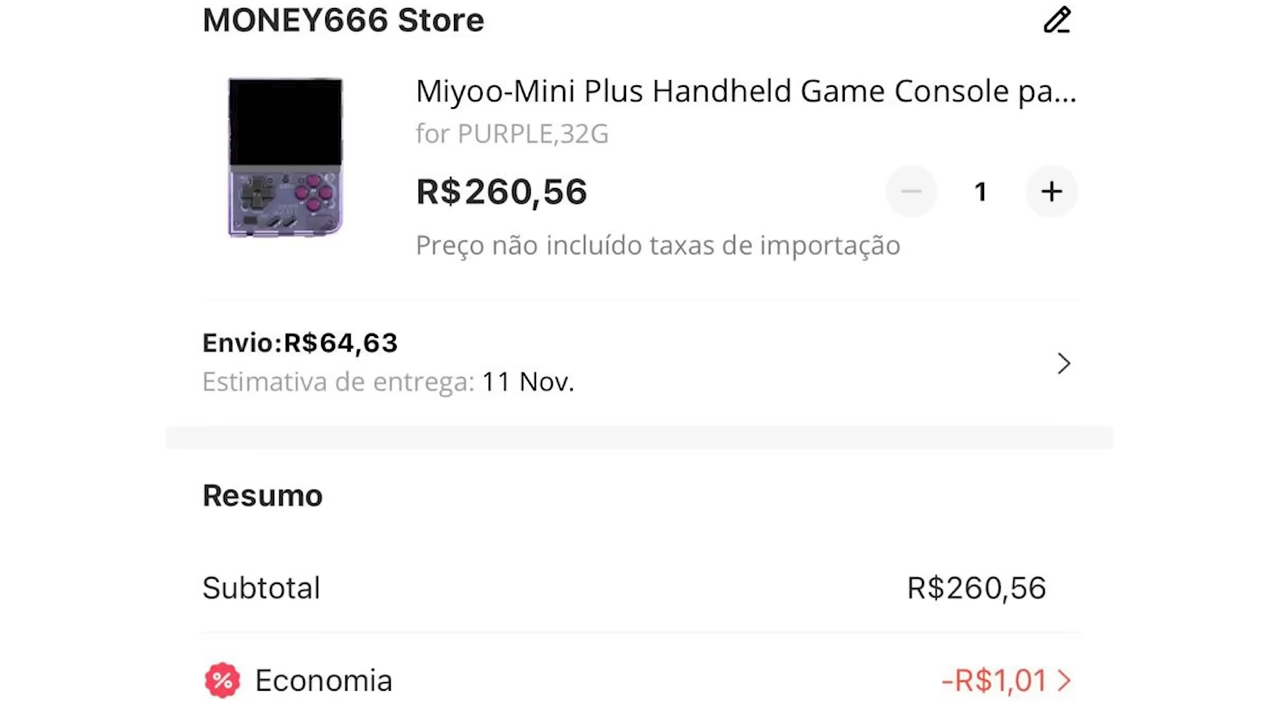 MONEY666 Store
Miyoo-Mini Plus Handheld Game Console pa...
for PURPLE,32G
R$260,56
1
Preço não incluído taxas de importação
Envio:R$64,63
Estimativa de entrega: 11 Nov.
Resumo
Subtotal R$260,56
Economia -R$1,01